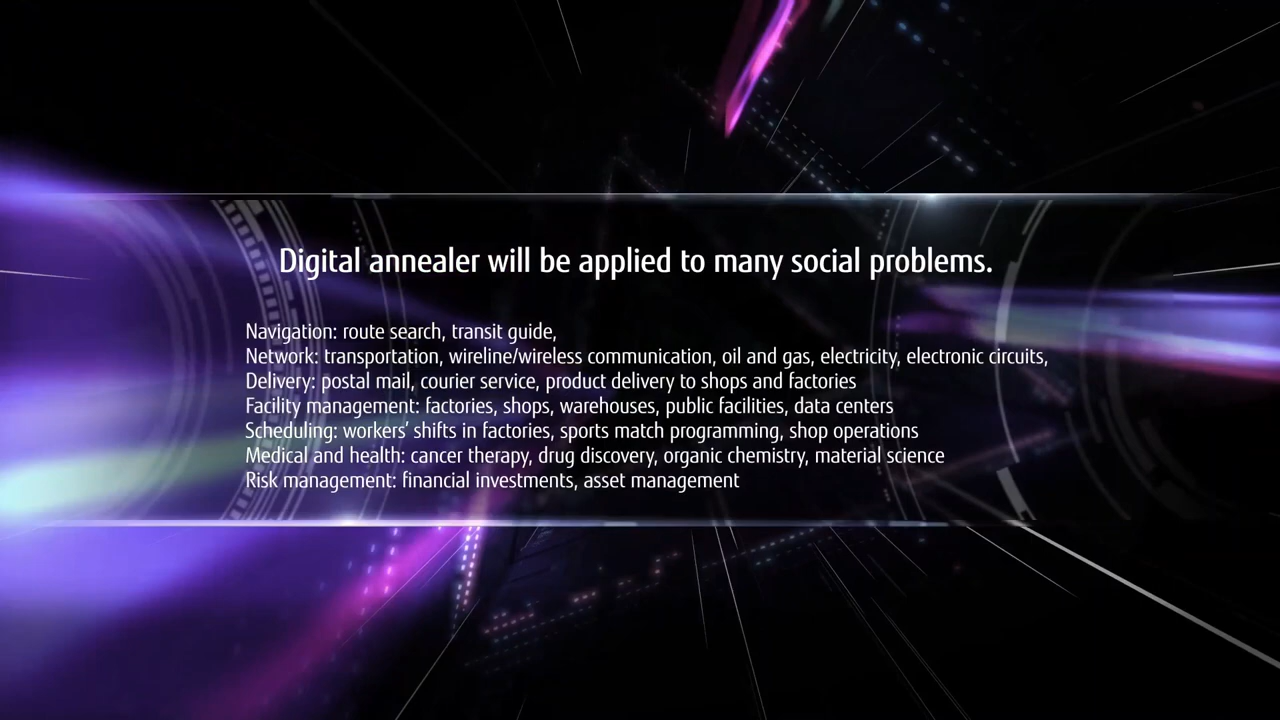 Digital annealer will be applied to many social problems.
Navigation: route search, transit guide,
Network: transportation, wireline/wireless communication, oil and gas, electricity, electronic circuits,
Delivery: postal mail, courier service, product delivery to shops and factories
Facility management: factories, shops, warehouses, public facilities, data centers
Scheduling: workers’ shifts in factories, sports match programming, shop operations
Medical and health: cancer therapy, drug discovery, organic chemistry, material science
Risk management: financial investments, asset management